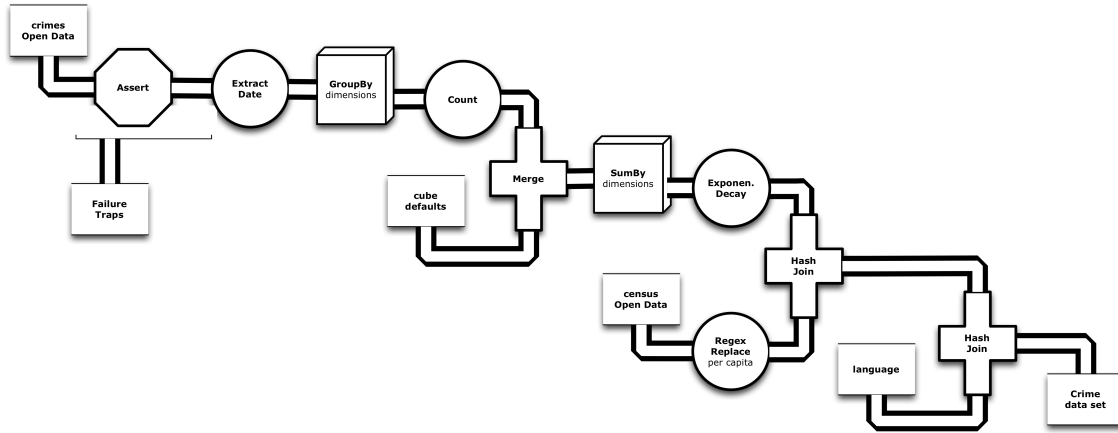 crimes
Open Data
Assert
Extract
Date
GroupBy
dimensions
Count
Failure
Traps
Merge
cube
defaults
SumBy
dimensions
Exponen.
Decay
Hash
Join
census
Open Data
Regex
Replace
per capita
Hash
Join
language
Crime
data set